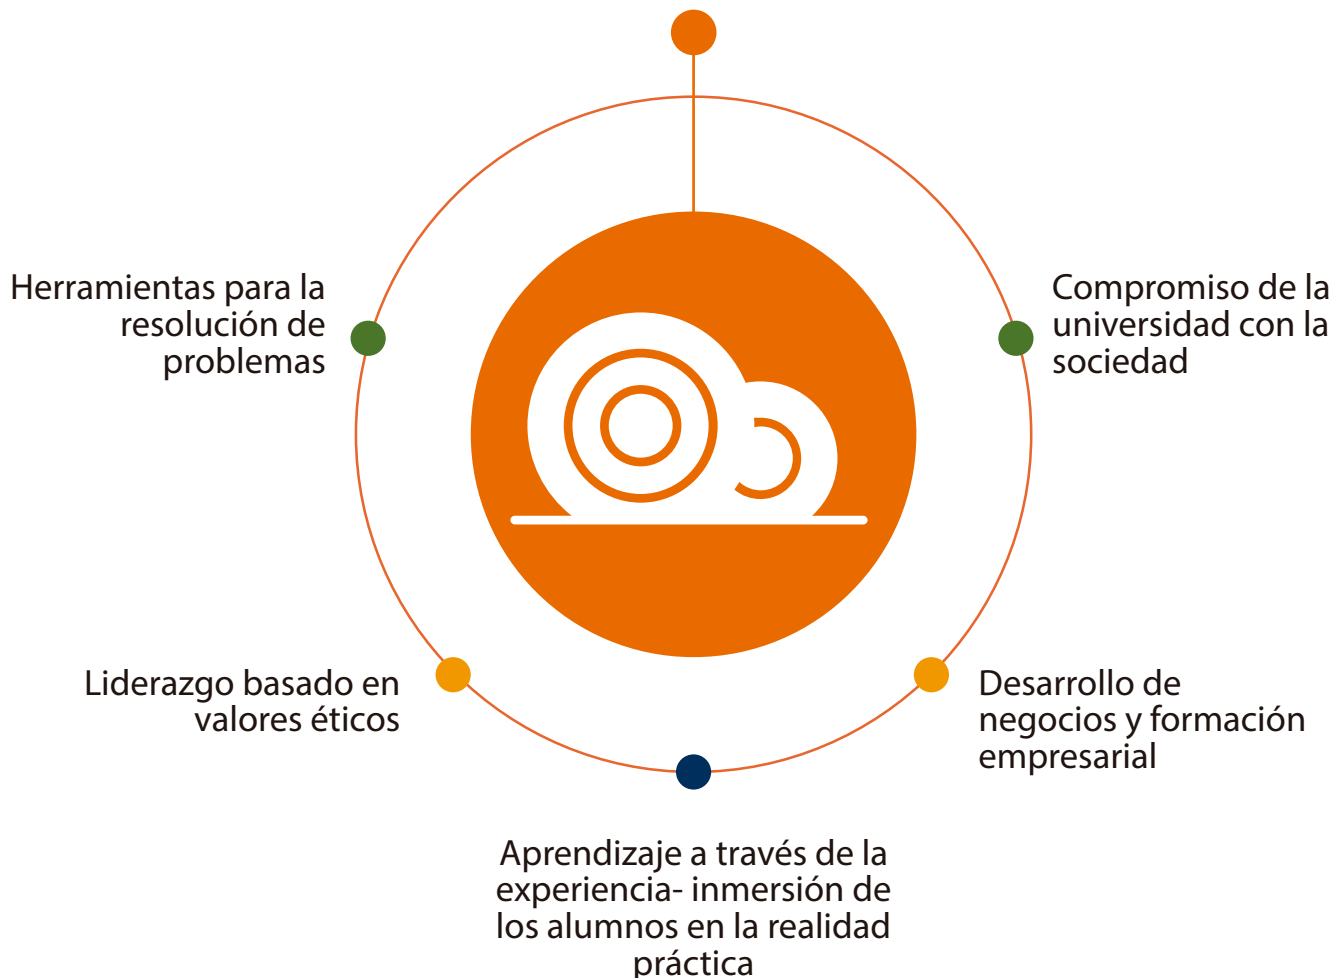 Herramientas para la
resolución de
problemas
Compromiso de la
universidad con la
sociedad
Liderazgo basado en
valores éticos
Desarrollo de
negocios y formación
empresarial
Aprendizaje a través de la
experiencia- inmersión de
los alumnos en la realidad
práctica